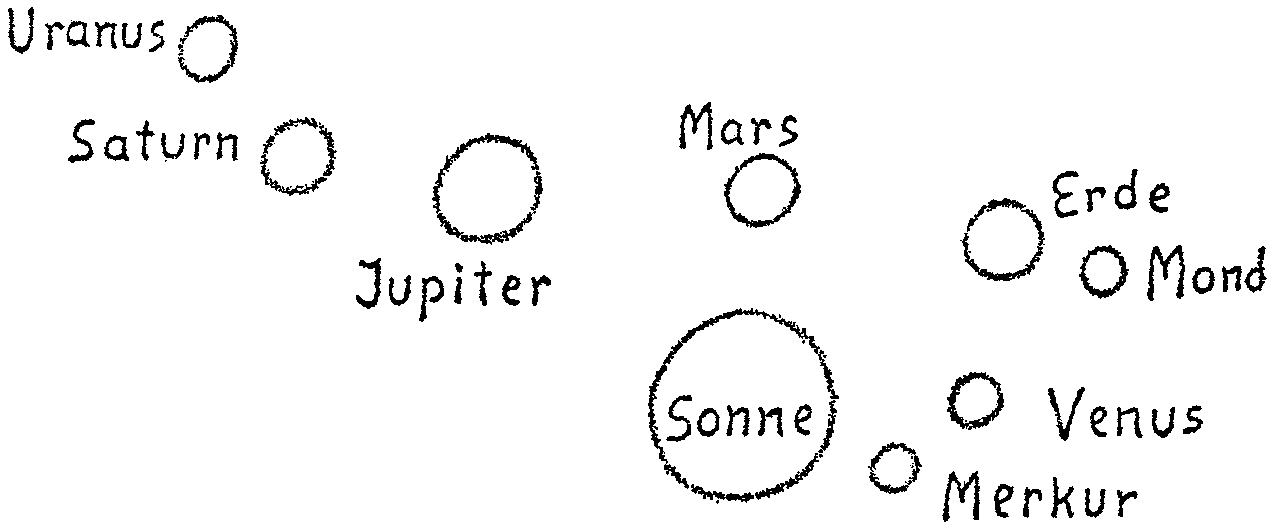 Uranus
Saturn
Jupiter
Mars
Erde
Mond
Sonne
Venus
Merkur